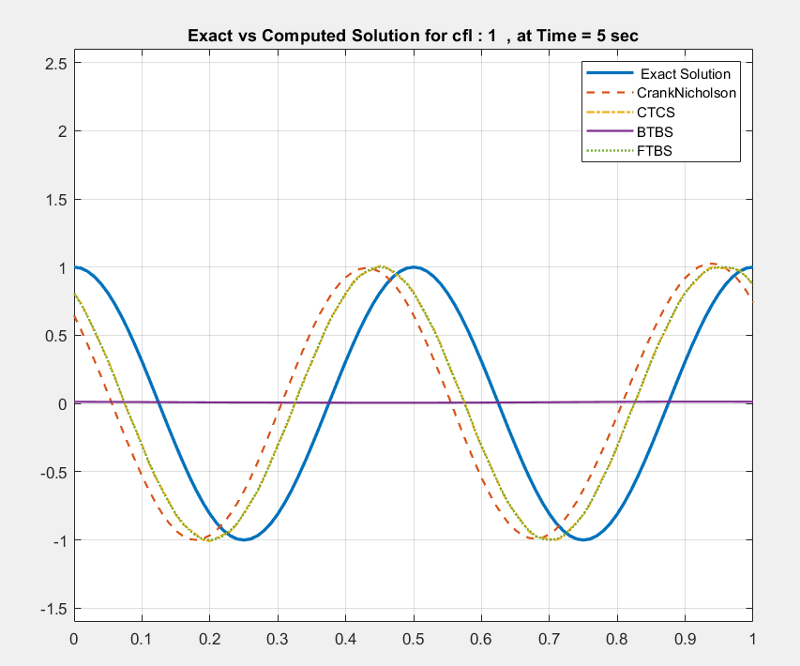 Exact vs Computed Solution for cfl : 1 , at Time = 5 sec
2.5
2
1.5
1
0.5
0
-0.5
-1
-1.5
Exact Solution
CrankNicholson
CTCS
BTBS
FTBS
0 0.1 0.2 0.3 0.4 0.5 0.6 0.7 0.8 0.9 1